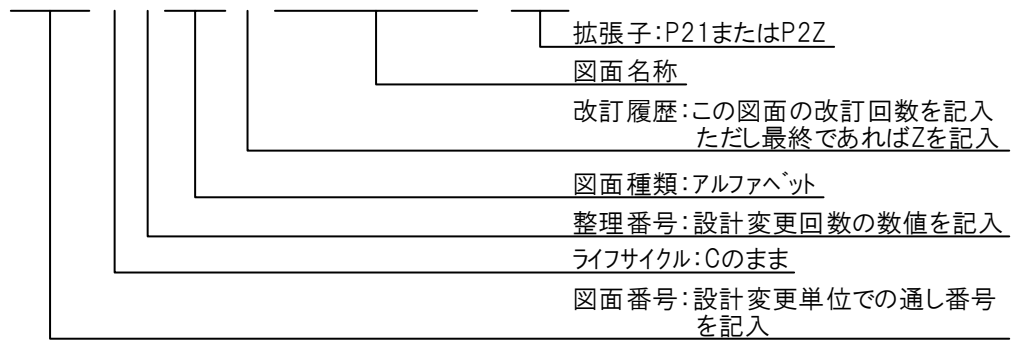 拡張子:P21またはP2Z
図面名称
改訂履歴:この図面の改訂回数を記入
ただし最終であればZを記入
図面種類:アルファベット
整理番号:設計変更回数の数値を記入
ライフサイクル:Cのまま
図面番号:設計変更単位での通し番号
を記入